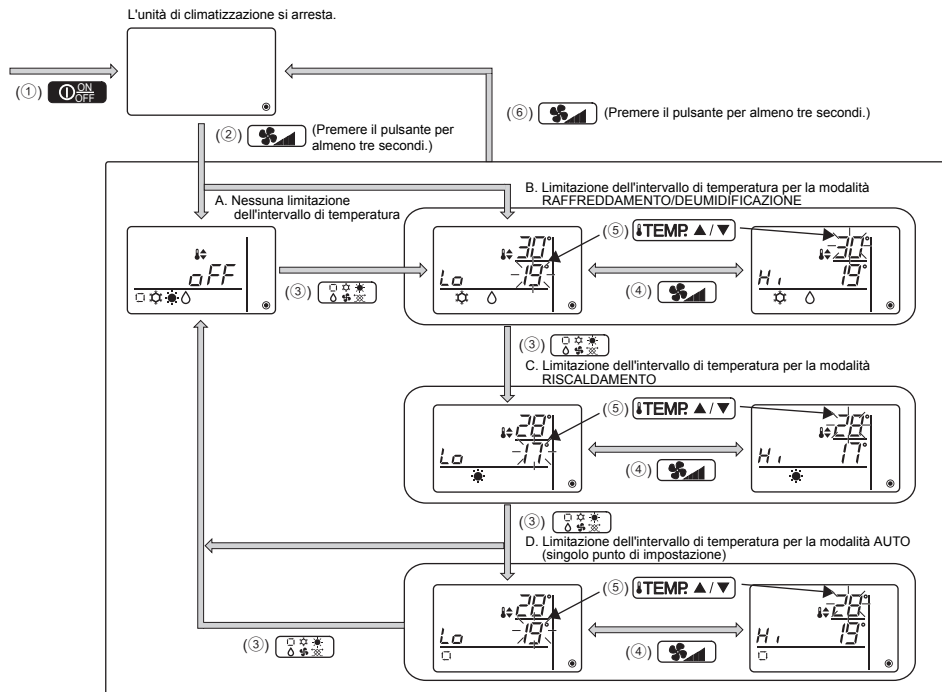 L'unità di climatizzazione si arresta.
(①) ON
OFF
(②) (Premere il pulsante per
almeno tre secondi.)
(⑥) (Premere il pulsante per almeno tre secondi.)
A. Nessuna limitazione
dell'intervallo di temperatura
oFF
(③)
B. Limitazione dell'intervallo di temperatura per la modalità
RAFFREDDAMENTO/DEUMIDIFICAZIONE
30°
Lo 19°
(⑤) TEMP. ▲/▼
(④)
30°
Hi 19°
(③)
C. Limitazione dell'intervallo di temperatura per la modalità
RISCALDAMENTO
28°
Lo 17°
(⑤) TEMP. ▲/▼
(④)
28°
Hi 17°
(③)
D. Limitazione dell'intervallo di temperatura per la modalità AUTO
(singolo punto di impostazione)
28°
Lo 19°
(⑤) TEMP. ▲/▼
(④)
28°
Hi 19°
(③)